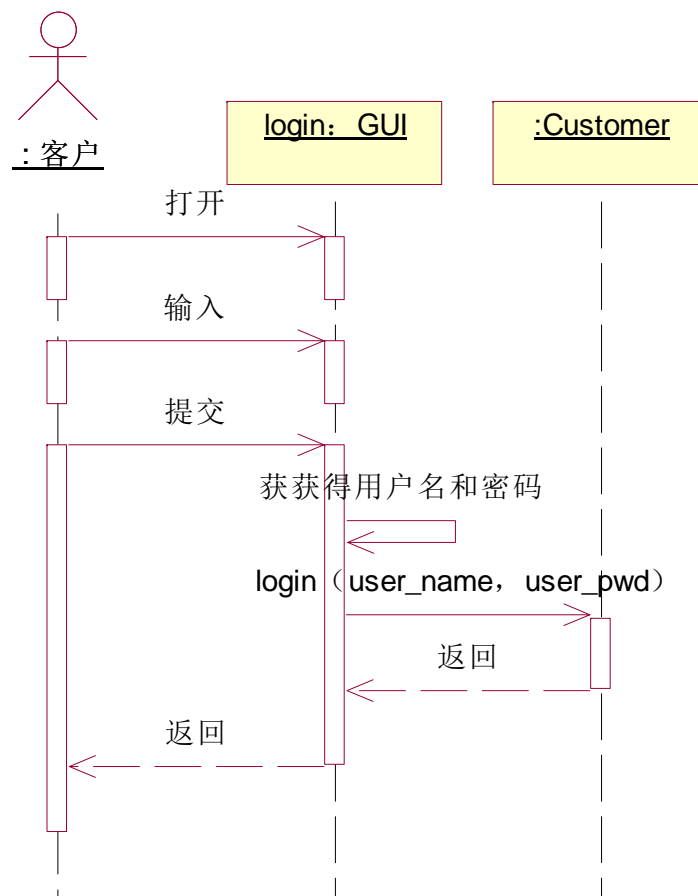 :客户
login：GUI
:Customer
打开
输入
提交
获获得用户名和密码
login（user_name，user_pwd）
返回
返回